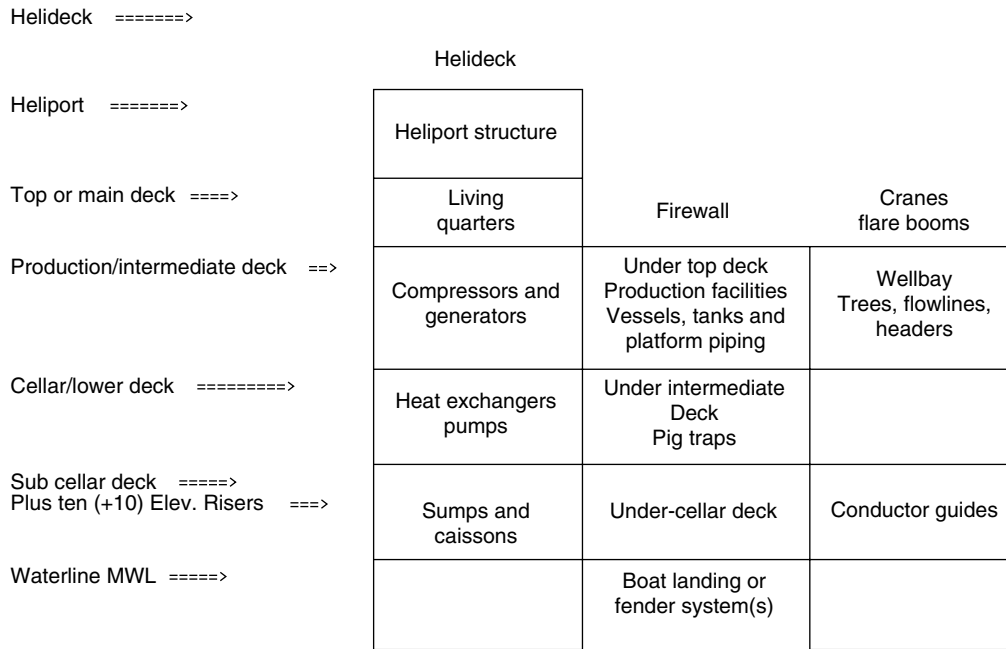 Helideck =======>
Helideck
Heliport =======>
Heliport structure
Top or main deck ====>
Living
quarters
Firewall
Cranes
flare booms
Production/intermediate deck ==>
Compressors and
generators
Under top deck
Production facilities
Vessels, tanks and
platform piping
Wellbay
Trees, flowlines,
headers
Cellar/lower deck =========>
Heat exchangers
pumps
Under intermediate
Deck
Pig traps
Sub cellar deck =====>
Plus ten (+10) Elev. Risers ===>
Sumps and
caissons
Under-cellar deck
Conductor guides
Waterline MWL =====>
Boat landing or
fender system(s)